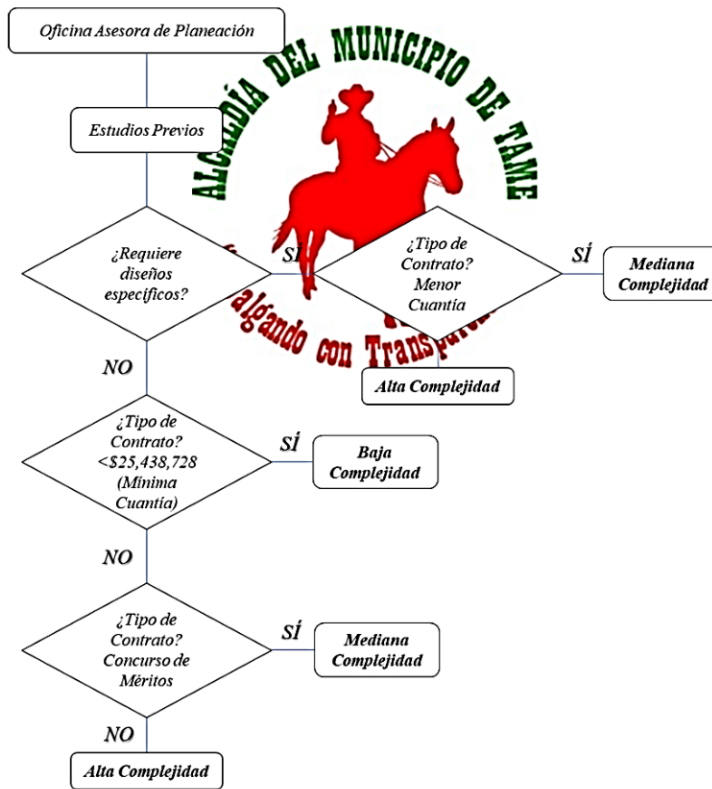 Oficina Asesora de Planeación
ALCALDÍA DEL MUNICIPIO DE TAME
Estudios Previos
¿Requiere
diseños
específicos?
SÍ
¿Tipo de
Contrato?
Menor
Cuantía
SÍ
Mediana
Complejidad
algando con
NO
Alta Complejidad
¿Tipo de
Contrato?
<$25,438,728
(Mínima
Cuantía)
SÍ
Baja
Complejidad
NO
¿Tipo de
Contrato?
Concurso de
Méritos
SÍ
Mediana
Complejidad
NO
Alta Complejidad